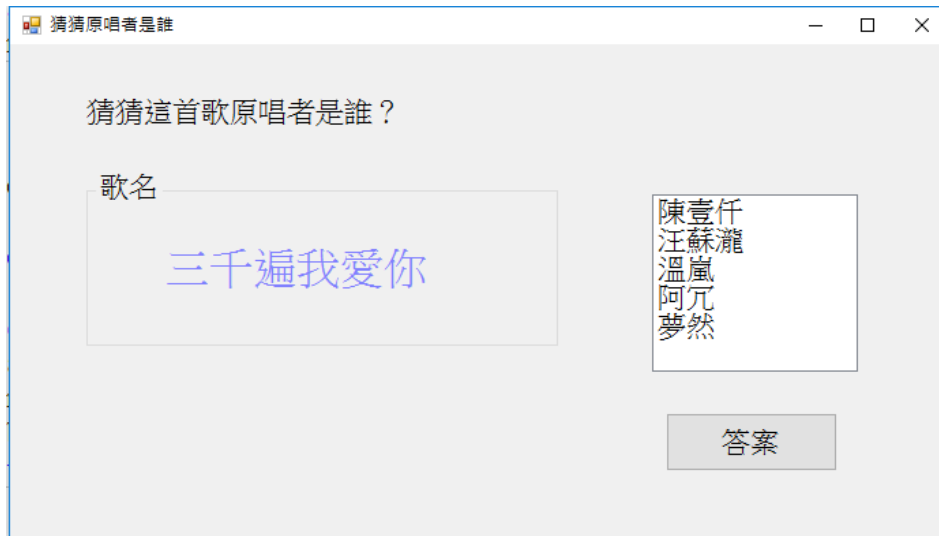 猜猜原唱者是誰
猜猜這首歌原唱者是誰？
歌名
三千遍我愛你
陳壹仟
汪蘇瀧
溫嵐
阿冗
夢然
答案